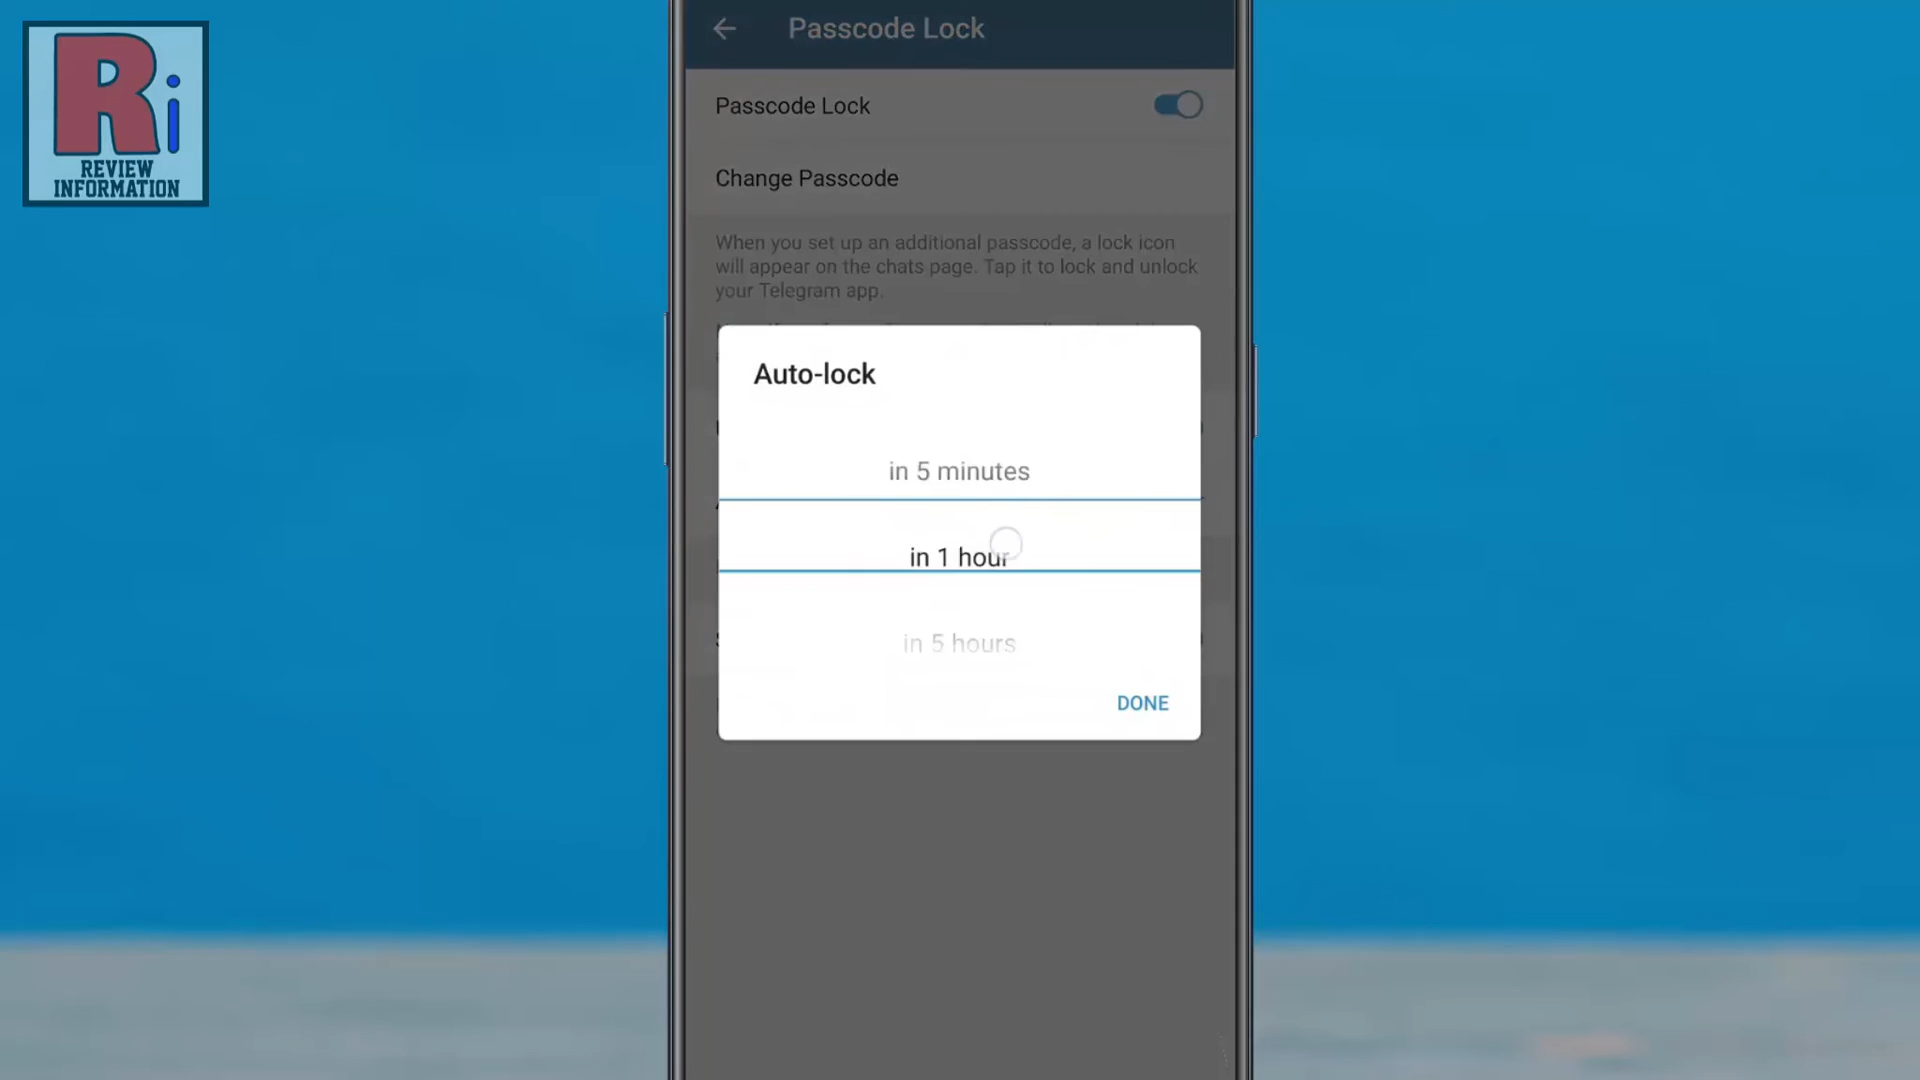 Passcode Lock
Ri
REVIEW
INFORMATION
Passcode Lock
Change Passcode
When you set up an additional passcode, a lock icon
will appear on the chats page. Tap it to lock and unlock
your Telegram app.
Auto-lock
in 5 minutes
in 1 hour
in 5 hours
DONE